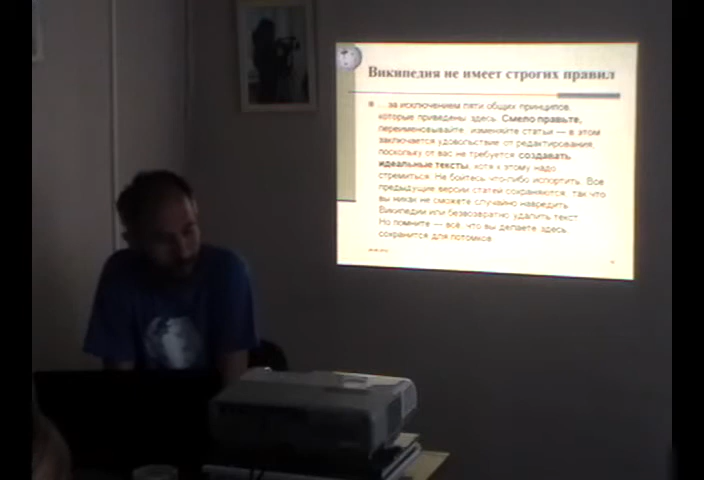 Википедия не имеет строгих правил
… за исключением пяти общих принципов,
которые приведены здесь. Смело правьте,
переименовывайте, изменяйте статьи — в этом
заключается удовольствие от редактирования,
поскольку от вас не требуется создавать
идеальные тексты, хотя к этому надо
стремиться. Не бойтесь что-либо испортить. Все
предыдущие версии статей сохраняются, так что
вы никак не сможете случайно навредить
Википедии или безвозвратно удалить текст.
Но помните — всё, что вы делаете здесь,
сохранится для потомков.